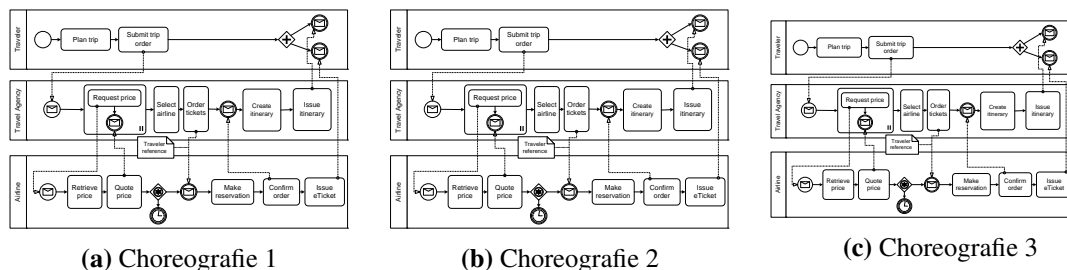 Traveler
Plan trip
Submit trip
order
Travel Agency
Request price
Select
airline
Order
tickets
Create
itinerary
Issue
itinerary
Traveler
reference
Airline
Retrieve
price
Quote
price
Make
reservation
Confirm
order
Issue
eTicket
(a) Choreografie 1
Traveler
Plan trip
Submit trip
order
Travel Agency
Request price
Select
airline
Order
tickets
Create
itinerary
Issue
itinerary
Traveler
reference
Airline
Retrieve
price
Quote
price
Make
reservation
Confirm
order
Issue
eTicket
(b) Choreografie 2
Traveler
Plan trip
Submit trip
order
Travel Agency
Request price
Select
airline
Order
tickets
Create
itinerary
Issue
itinerary
Traveler
reference
Airline
Retrieve
price
Quote
price
Make
reservation
Confirm
order
Issue
eTicket
(c) Choreografie 3